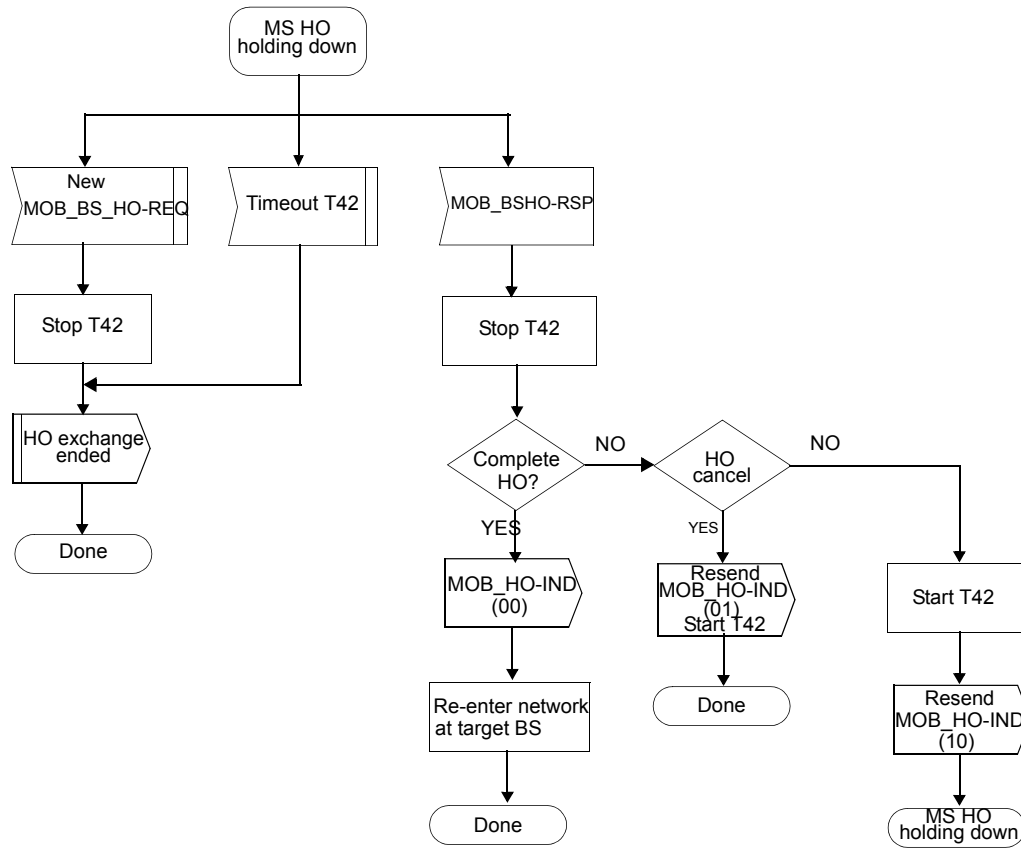 MS HO
holding down
New
MOB_BS_HO-REQ
Timeout T42
MOB_BSHO-RSP
Stop T42
Stop T42
HO exchange
ended
Complete
HO?
NO
HO
cancel
NO
Done
YES
YES
MOB_HO-IND
(00)
Resend
MOB_HO-IND
(01)
Start T42
Start T42
Re-enter network
at target BS
Done
Resend
MOB_HO-IND
(10)
Done
MS HO
holding down